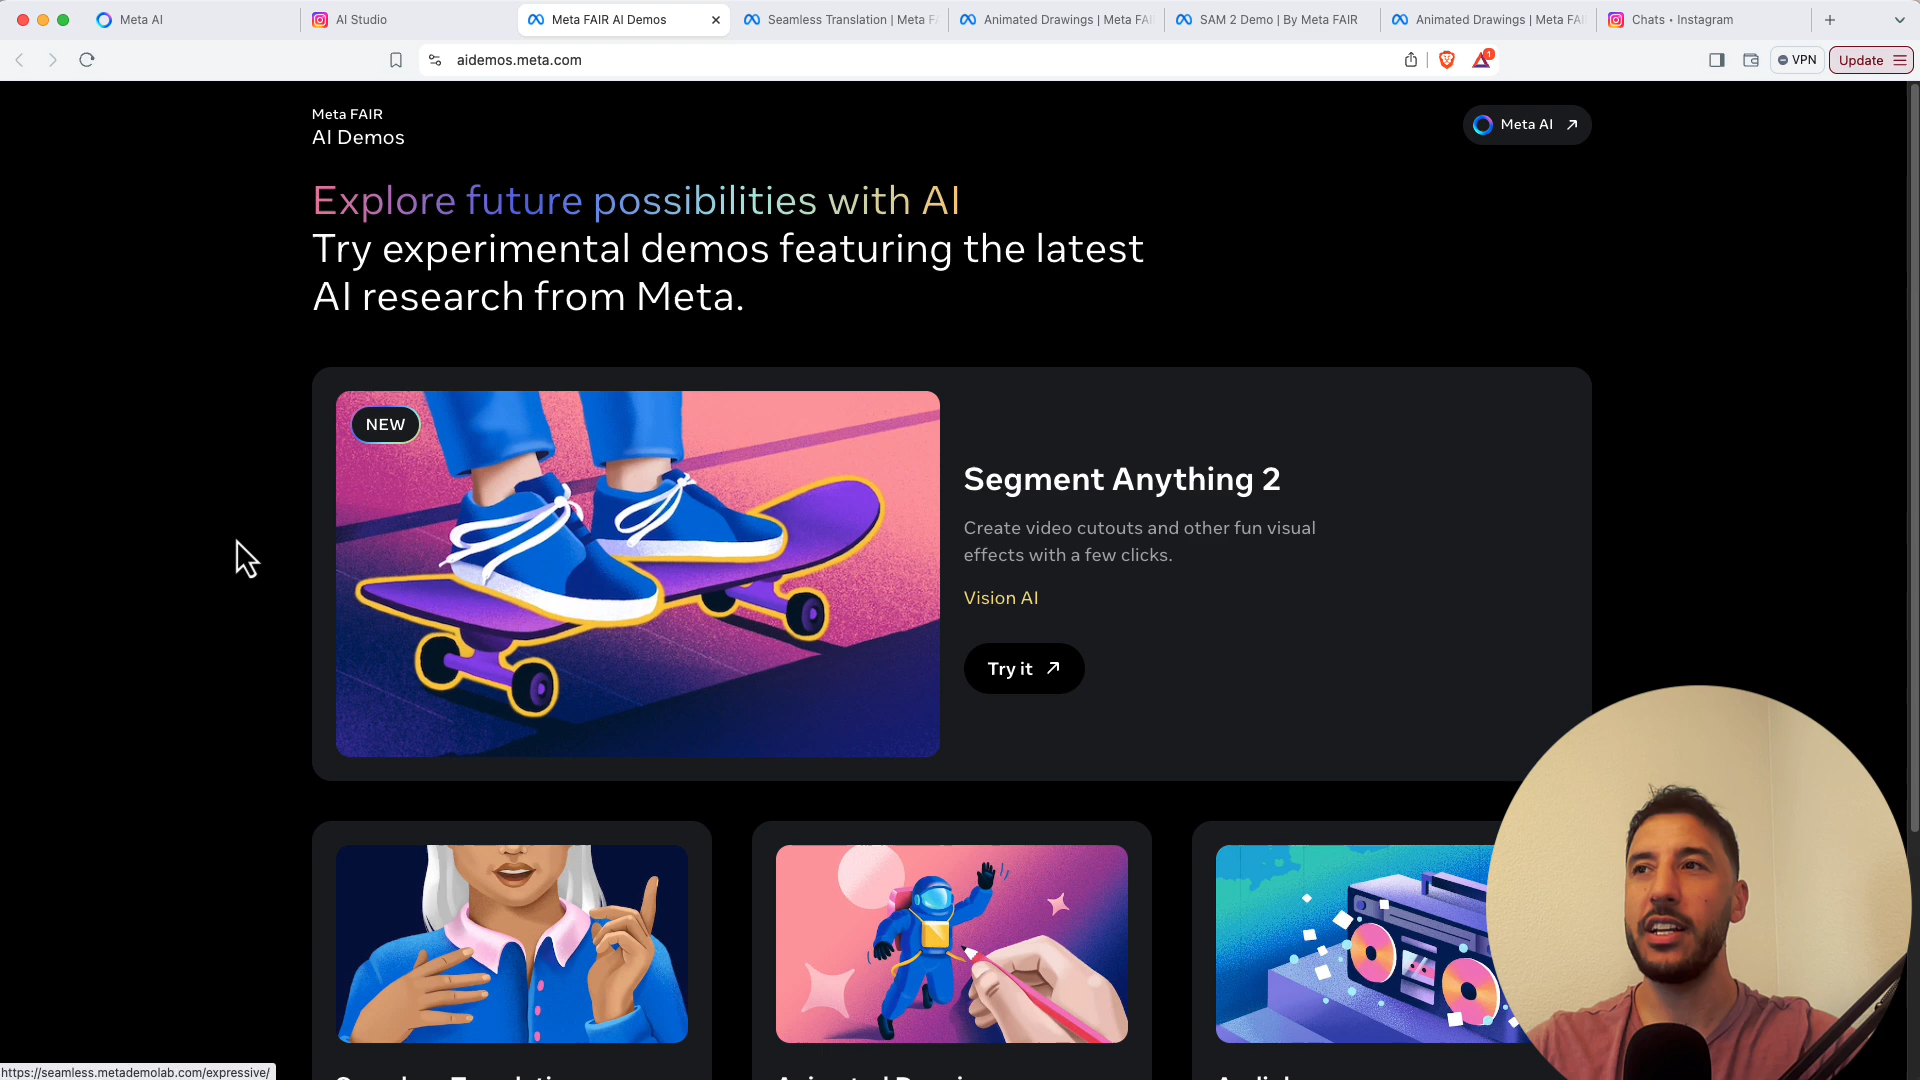 Meta AI
AI Studio
Meta FAIR AI Demos
Seamless Translation | Meta FA
Animated Drawings | Meta FAI
SAM 2 Demo | By Meta FAIR
Animated Drawings | Meta FAI
Chats • Instagram
aidemos.meta.com
1
VPN
Update
Meta FAIR
AI Demos
Meta AI
Explore future possibilities with AI
Try experimental demos featuring the latest
AI research from Meta.
NEW
Segment Anything 2
Create video cutouts and other fun visual
effects with a few clicks.
Vision AI
Try it
https://seamless.metademolab.com/expressive/